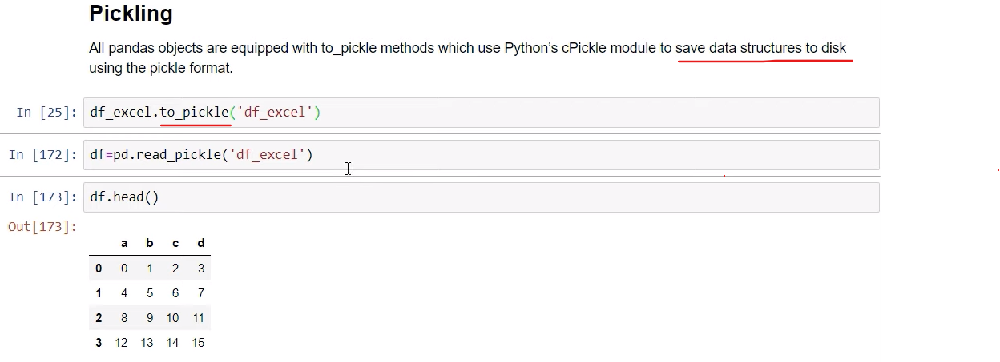 Pickling
All pandas objects are equipped with to_pickle methods which use Python's cPickle module to save data structures to disk
using the pickle format.
In [25]: df_excel.to_pickle('df_excel')
In [172]: df=pd.read_pickle('df_excel')
In [173]: df.head()
Out[173]:
a b c d
0 0 1 2 3
1 4 5 6 7
2 8 9 10 11
3 12 13 14 15